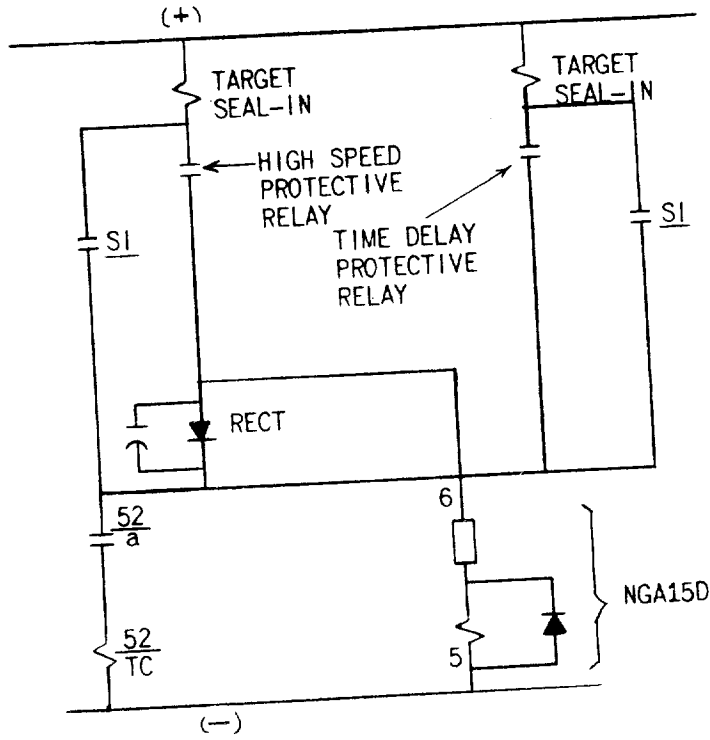 (+)
TARGET
SEAL-IN
TARGET
SEAL-IN
HIGH SPEED
PROTECTIVE
RELAY
SI
TIME DELAY
PROTECTIVE
RELAY
SI
RECT
6
52
a
NGA15D
52
TC
5
(-)